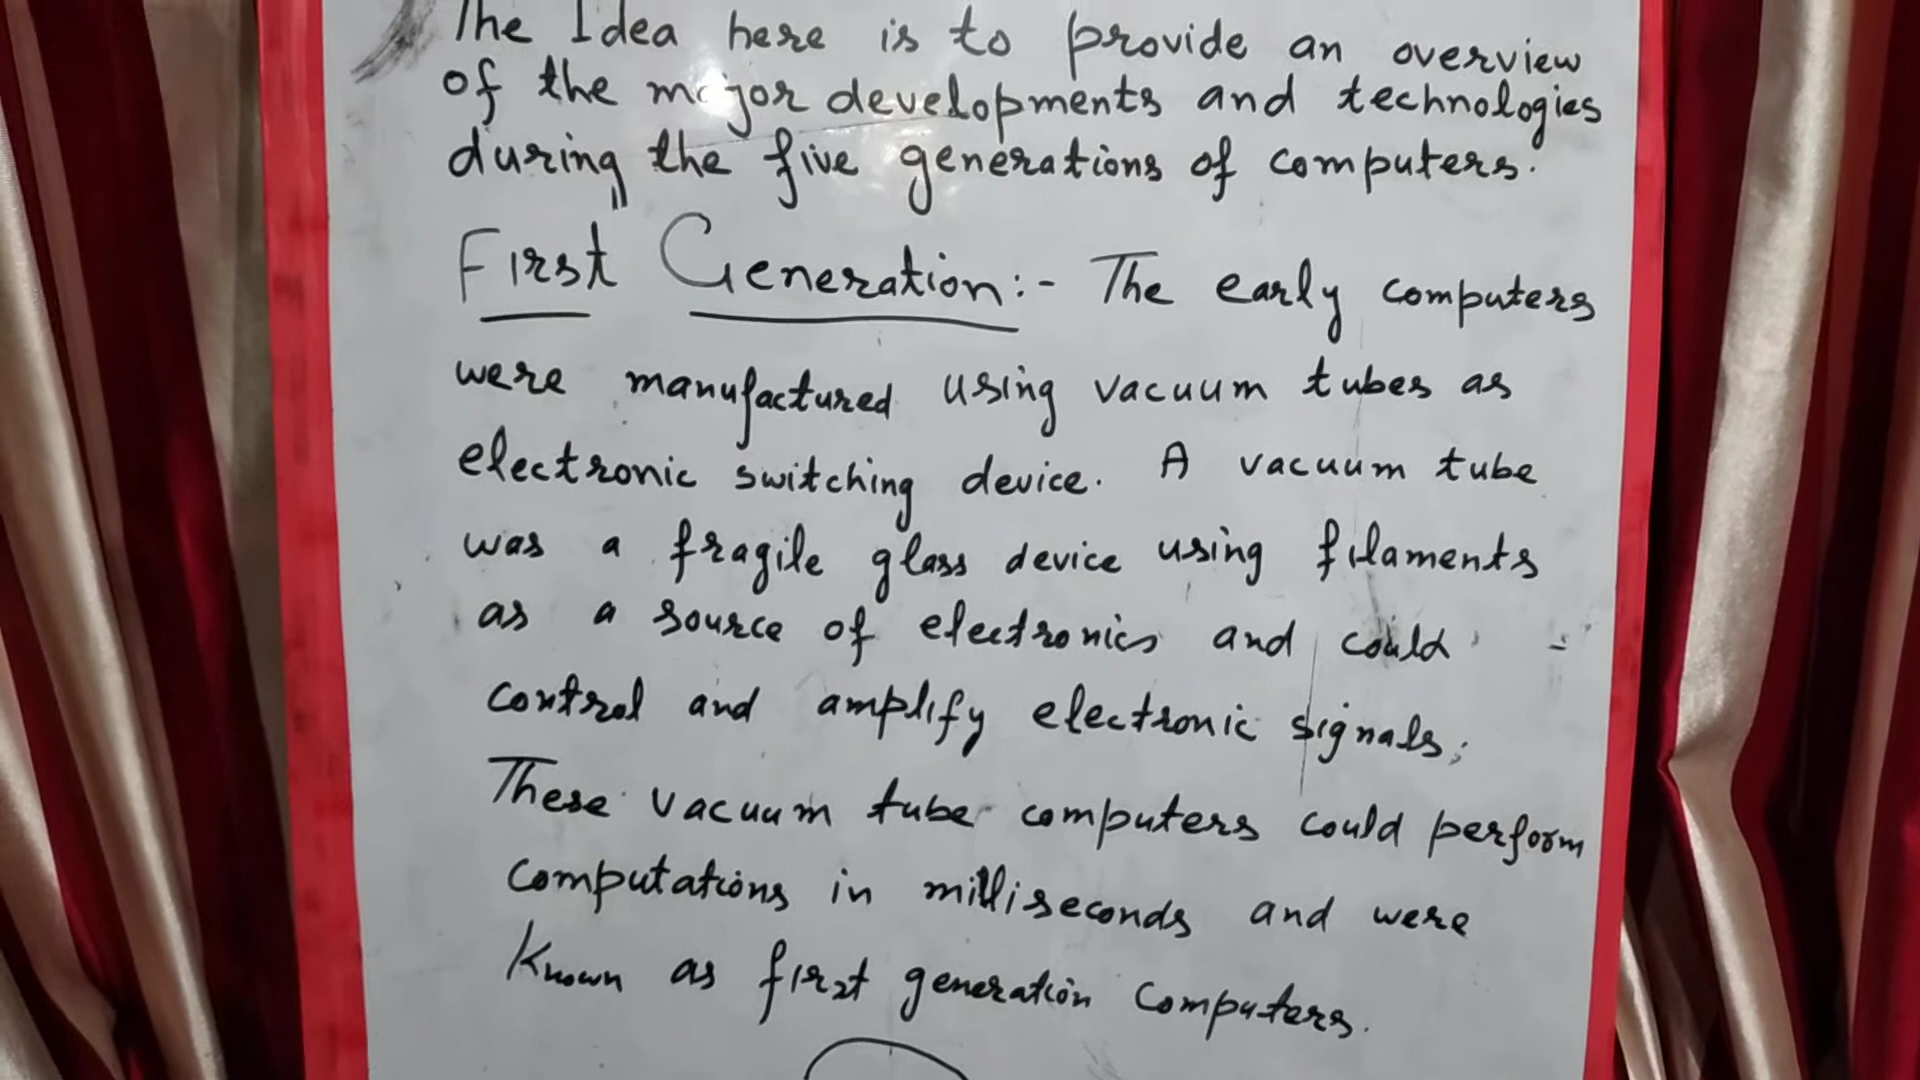 The Idea here is to provide an overview
of the major developments and technologies
during the five generations of computers.
First Generation:- The early computers
were manufactured using vacuum tubes as
electronic switching device. A vacuum tube
was a fragile glass device using filaments
as a source of electronics and could
control and amplify electronic signals.
These vacuum tube computers could perform
computations in milliseconds and were
Known as first generation Computers.